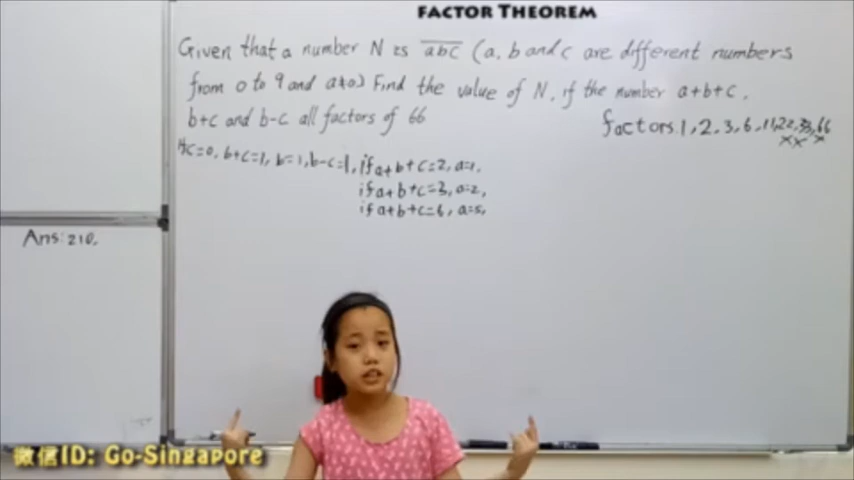 FACTOR THEOREM
Given that a number N is abc (a, b and c are different numbers
from 0 to 9 and a≠0) Find the value of N, if the number a+b+c,
b+c and b-c all factors of 66
factors 1, 2, 3, 6, 11, 22, 33, 66
× × ×
If c=0, b+c=1, b=1, b-c=1, if a+b+c=2, a=1,
if a+b+c=3, a=2,
if a+b+c=6, a=5,
Ans: 210,
微信ID: Go-Singapore